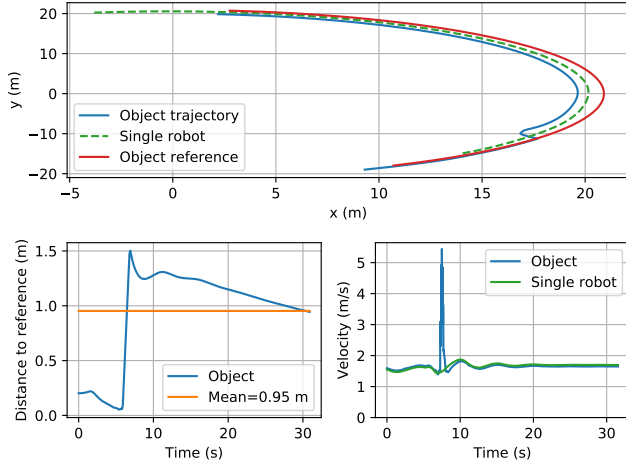 20
10
0
−10
−20
y (m)
Object trajectory
Single robot
Object reference
−5
0
5
10
15
20
x (m)
1.5
1.0
0.5
0.0
Distance to reference (m)
Object
Mean=0.95 m
0
10
20
30
Time (s)
5
4
3
2
1
0
Velocity (m/s)
Object
Single robot
0
10
20
30
Time (s)